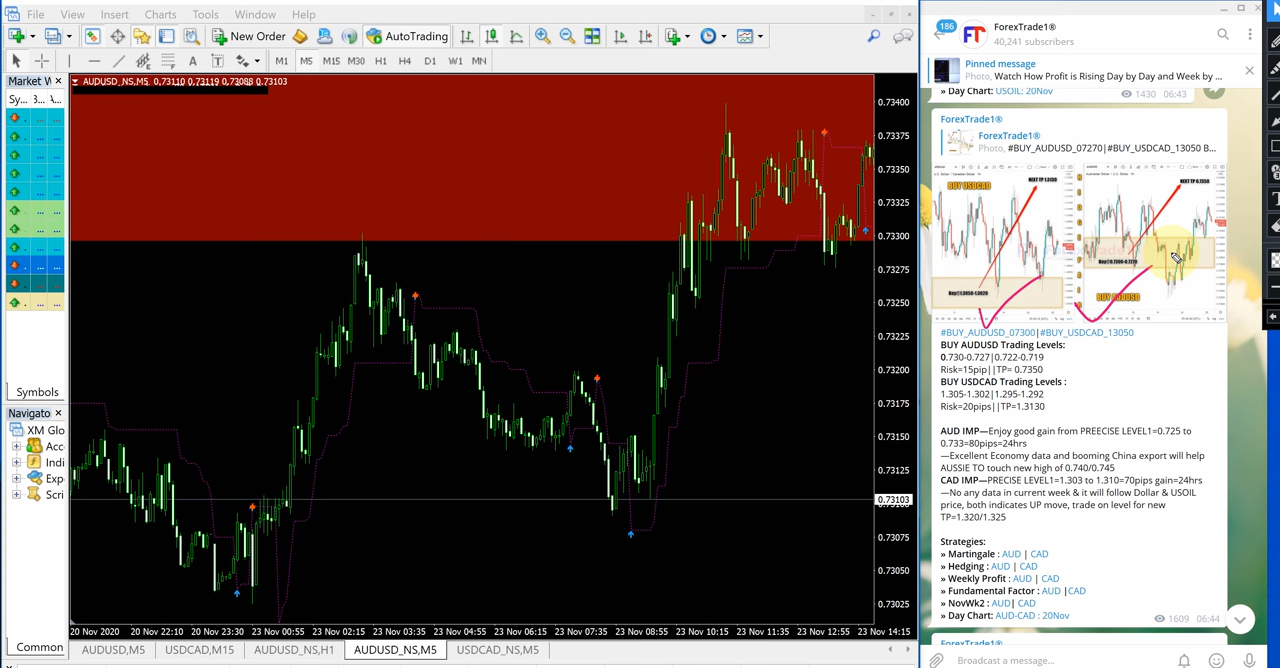 File View Insert Charts Tools Window Help
New Order AutoTrading
A T M1 M5 M15 M30 H1 H4 D1 W1 MN
Market W
Sy... B... A...
Symbols
Navigato
XM Glo
Acc
Indi
Exp
Scri
Common
AUDUSD_NS,M5 0.73110 0.73119 0.73088 0.73103
0.73400
0.73375
0.73350
0.73325
0.73300
0.73275
0.73250
0.73225
0.73200
0.73175
0.73150
0.73125
0.73103
0.73075
0.73050
0.73025
20 Nov 2020 20 Nov 22:10 20 Nov 23:30 23 Nov 00:55 23 Nov 02:15 23 Nov 03:35 23 Nov 04:55 23 Nov 06:15 23 Nov 07:35 23 Nov 08:55 23 Nov 10:15 23 Nov 11:35 23 Nov 12:55 23 Nov 14:15
AUDUSD,M5 USDCAD,M15 AUDUSD_NS,H1 AUDUSD_NS,M5 USDCAD_NS,M5
186 FT ForexTrade1®
40,241 subscribers
Pinned message
Photo, Watch How Profit is Rising Day by Day and Week by ...
» Day Chart: USOIL: 20Nov 1430 06:43
ForexTrade1®
ForexTrade1®
Photo, #BUY_AUDUSD_07270|#BUY_USDCAD_13050 B...
BUY USDCAD NEXT TP 1.3130
NEXT TP 0.7350
BUY AUDUSD
#BUY_AUDUSD_07300|#BUY_USDCAD_13050
BUY AUDUSD Trading Levels:
0.730-0.727|0.722-0.719
Risk=15pip||TP= 0.7350
BUY USDCAD Trading Levels :
1.305-1.302|1.295-1.292
Risk=20pips||TP=1.3130
AUD IMP—Enjoy good gain from PREECISE LEVEL1=0.725 to
0.733=80pips=24hrs
—Excellent Economy data and booming China export will help
AUSSIE TO touch new high of 0.740/0.745
CAD IMP—PRECISE LEVEL1=1.303 to 1.310=70pips gain=24hrs
—No any data in current week & it will follow Dollar & USOIL
price, both indicates UP move, trade on level for new
TP=1.320/1.325
Strategies:
» Martingale : AUD | CAD
» Hedging : AUD | CAD
» Weekly Profit : AUD | CAD
» Fundamental Factor : AUD |CAD
» NovWk2 : AUD| CAD
» Day Chart : AUD-CAD : 20Nov 1609 06:44
ForexTrade1®
Broadcast a message...